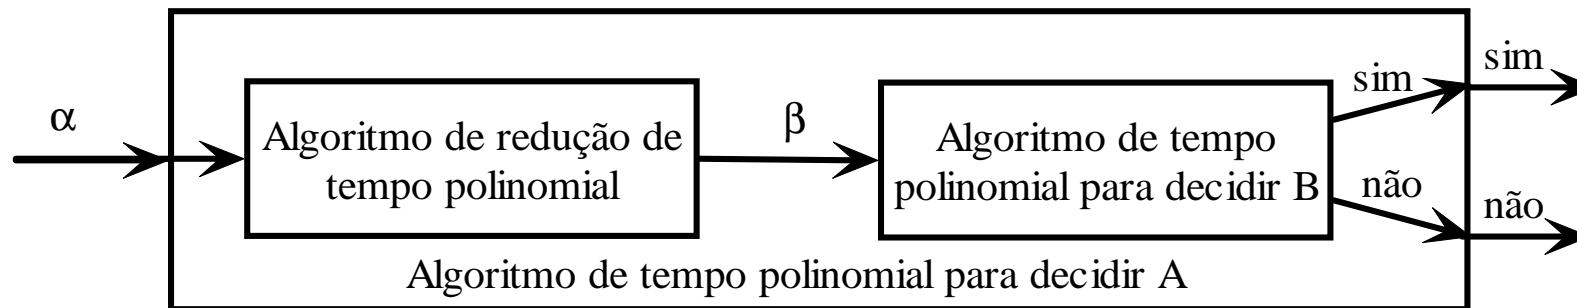 α
Algoritmo de redução de
tempo polinomial
β
Algoritmo de tempo
polinomial para decidir B
sim
não
sim
não
Algoritmo de tempo polinomial para decidir A